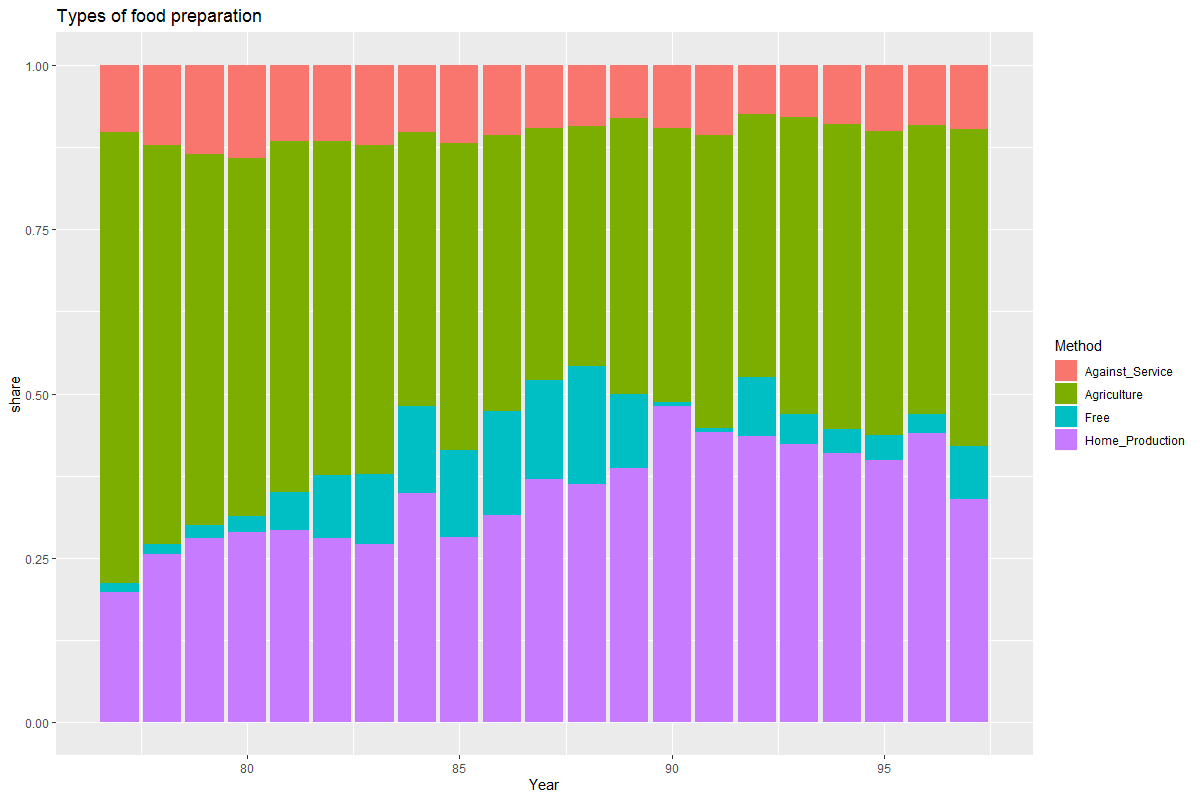 Types of food preparation
1.00
0.75
0.50
0.25
0.00
share
80
85
90
95
Year
Method
Against_Service
Agriculture
Free
Home_Production